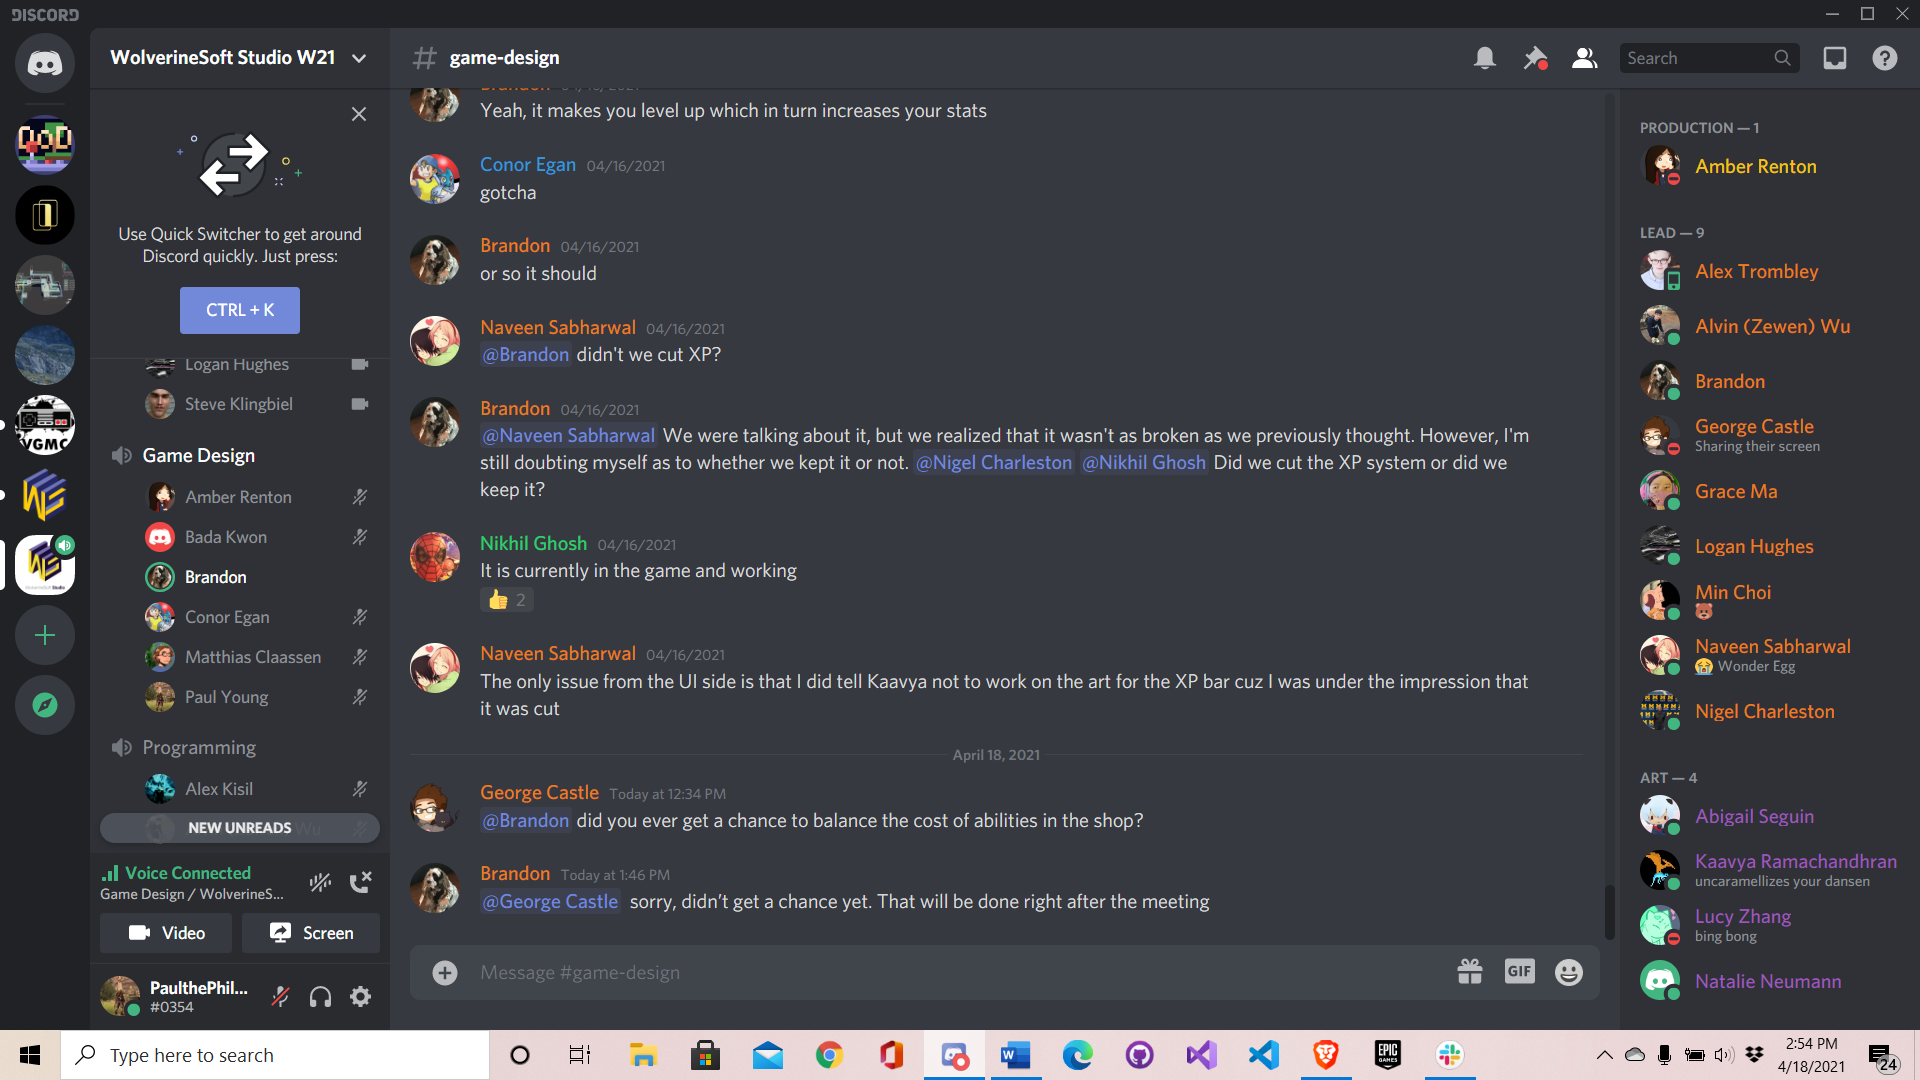 DISCORD
WolverineSoft Studio W21
Use Quick Switcher to get around
Discord quickly. Just press:
CTRL + K
Logan Hughes
Steve Klingbiel
Game Design
Amber Renton
Bada Kwon
Brandon
Conor Egan
Matthias Claassen
Paul Young
Programming
Alex Kisil
NEW UNREADS
Voice Connected
Game Design / WolverineS...
Video
Screen
PaulthePhil...
#0354
# game-design
Search
Brandon 04/16/2021
Yeah, it makes you level up which in turn increases your stats
Conor Egan 04/16/2021
gotcha
Brandon 04/16/2021
or so it should
Naveen Sabharwal 04/16/2021
@Brandon didn't we cut XP?
Brandon 04/16/2021
@Naveen Sabharwal We were talking about it, but we realized that it wasn't as broken as we previously thought. However, I'm
still doubting myself as to whether we kept it or not. @Nigel Charleston @Nikhil Ghosh Did we cut the XP system or did we
keep it?
Nikhil Ghosh 04/16/2021
It is currently in the game and working
2
Naveen Sabharwal 04/16/2021
The only issue from the UI side is that I did tell Kaavya not to work on the art for the XP bar cuz I was under the impression that
it was cut
April 18, 2021
George Castle Today at 12:34 PM
@Brandon did you ever get a chance to balance the cost of abilities in the shop?
Brandon Today at 1:46 PM
@George Castle sorry, didn't get a chance yet. That will be done right after the meeting
Message #game-design
GIF
PRODUCTION — 1
Amber Renton
LEAD — 9
Alex Trombley
Alvin (Zewen) Wu
Brandon
George Castle
Sharing their screen
Grace Ma
Logan Hughes
Min Choi
Naveen Sabharwal
Wonder Egg
Nigel Charleston
ART — 4
Abigail Seguin
Kaavya Ramachandhran
uncaramellizes your dansen
Lucy Zhang
bing bong
Natalie Neumann
VGMC
Type here to search
EPIC
GAMES
2:54 PM
4/18/2021
24